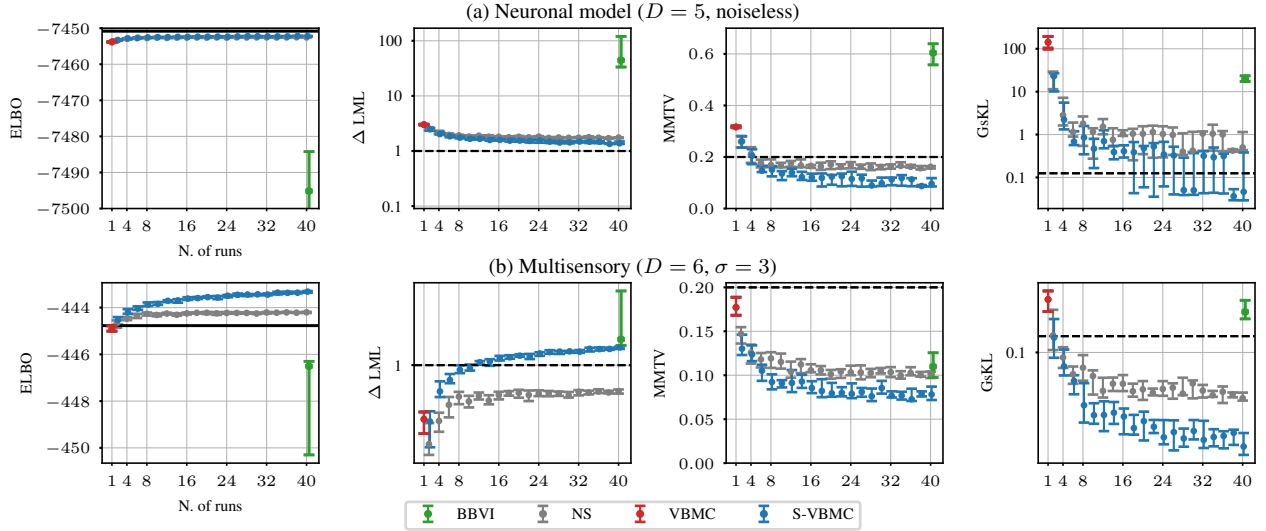 (a) Neuronal model (D = 5, noiseless)
ELBO
−7450
−7460
−7470
−7480
−7490
−7500
1 4 8 16 24 32 40
N. of runs
Δ LML
100
10
1
0.1
1 4 8 16 24 32 40
MMTV
0.6
0.4
0.2
0.0
1 4 8 16 24 32 40
GsKL
100
10
1
0.1
1 4 8 16 24 32 40
(b) Multisensory (D = 6, σ = 3)
ELBO
−444
−446
−448
−450
1 4 8 16 24 32 40
N. of runs
Δ LML
1
1 4 8 16 24 32 40
MMTV
0.20
0.15
0.10
0.05
0.00
1 4 8 16 24 32 40
GsKL
0.1
1 4 8 16 24 32 40
BBVI NS VBMC S-VBMC